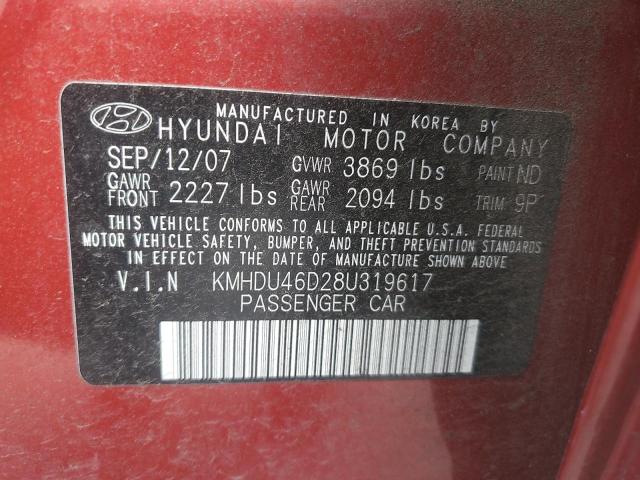 MANUFACTURED IN KOREA BY
HYUNDAI MOTOR COMPANY
SEP/12/07 GVWR 3869 lbs PAINT ND
GAWR FRONT 2227 lbs GAWR REAR 2094 lbs TRIM 9P
THIS VEHICLE CONFORMS TO ALL APPLICABLE U.S.A. FEDERAL
MOTOR VEHICLE SAFETY, BUMPER, AND THEFT PREVENTION STANDARDS
IN EFFECT ON THE DATE OF MANUFACTURE SHOWN ABOVE
V.I.N KMHDU46D28U319617
PASSENGER CAR